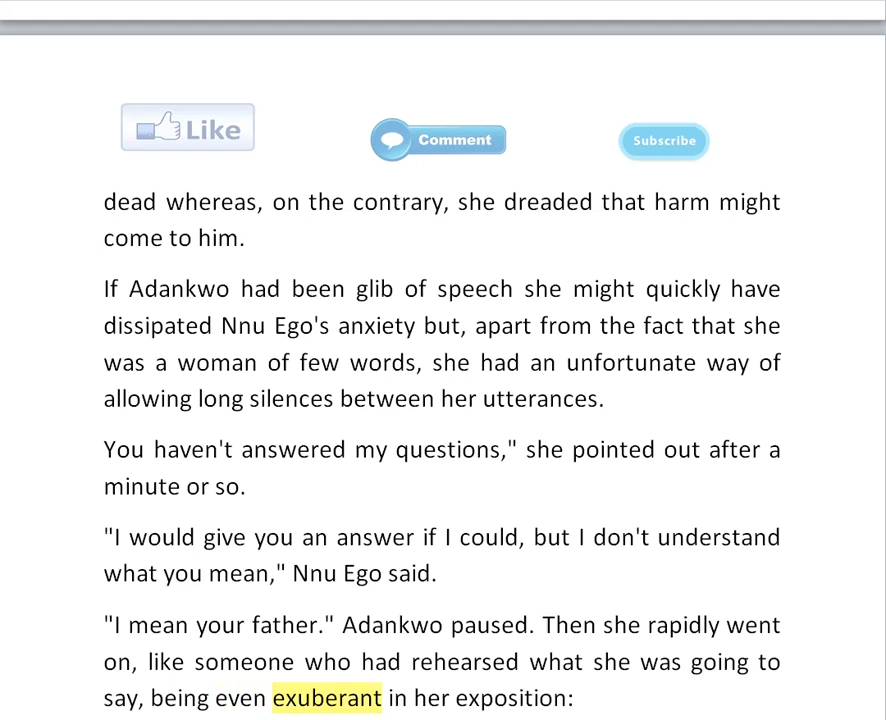 Like
Comment
Subscribe
dead whereas, on the contrary, she dreaded that harm might
come to him.
If Adankwo had been glib of speech she might quickly have
dissipated Nnu Ego's anxiety but, apart from the fact that she
was a woman of few words, she had an unfortunate way of
allowing long silences between her utterances.
You haven't answered my questions," she pointed out after a
minute or so.
"I would give you an answer if I could, but I don't understand
what you mean," Nnu Ego said.
"I mean your father." Adankwo paused. Then she rapidly went
on, like someone who had rehearsed what she was going to
say, being even exuberant in her exposition: